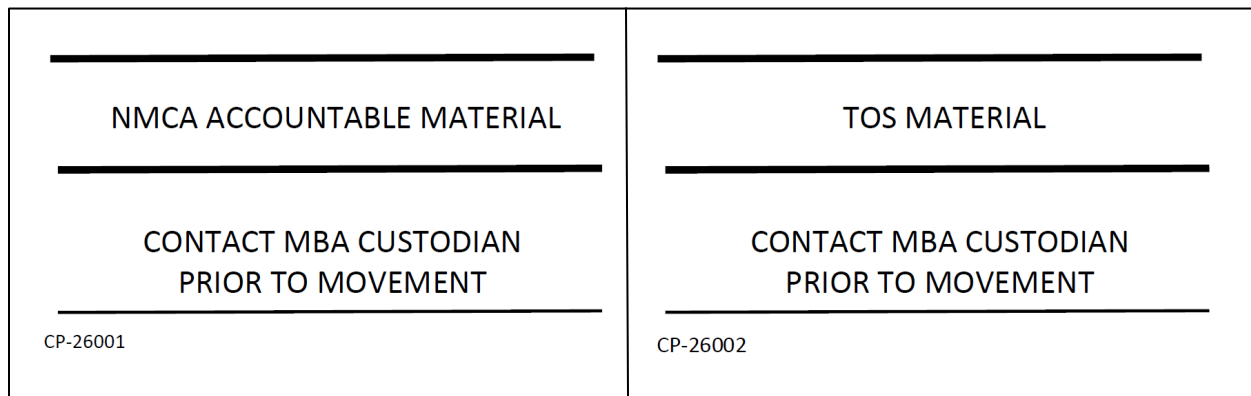 NMCA ACCOUNTABLE MATERIAL
CONTACT MBA CUSTODIAN
PRIOR TO MOVEMENT
CP-26001
TOS MATERIAL
CONTACT MBA CUSTODIAN
PRIOR TO MOVEMENT
CP-26002